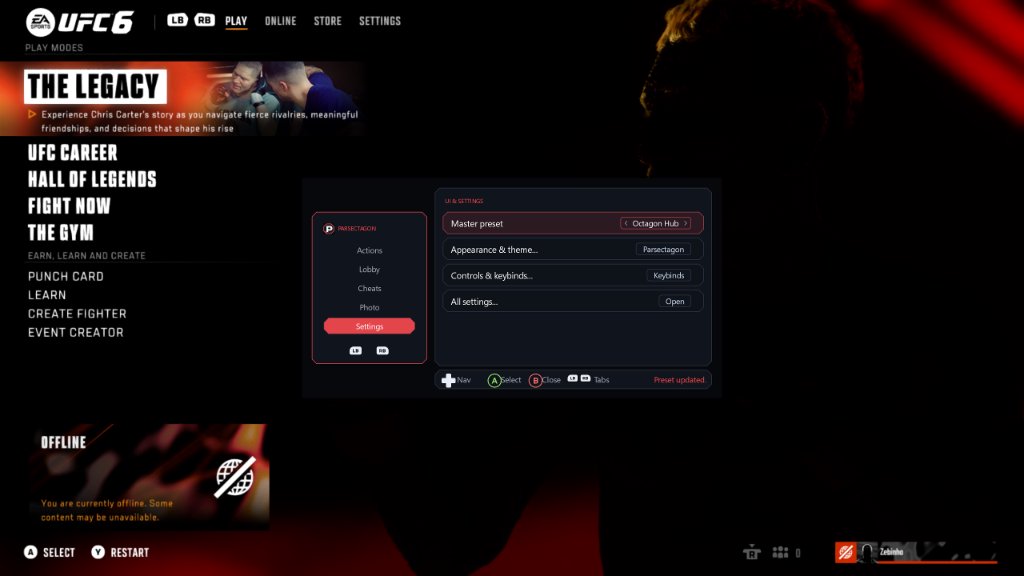 EA SPORTS UFC 6
LB RB PLAY ONLINE STORE SETTINGS
PLAY MODES
THE LEGACY
Experience Chris Carter's story as you navigate fierce rivalries, meaningful
friendships, and decisions that shape his rise
UFC CAREER
HALL OF LEGENDS
FIGHT NOW
THE GYM
EARN, LEARN AND CREATE
PUNCH CARD
LEARN
CREATE FIGHTER
EVENT CREATOR
P PARSECTAGON
Actions
Lobby
Cheats
Photo
Settings
LB RB
UI & SETTINGS
Master preset ‹ Octagon Hub ›
Appearance & theme... Parsectagon
Controls & keybinds... Keybinds
All settings... Open
Nav A Select B Close LB RB Tabs Preset updated.
OFFLINE
You are currently offline. Some
content may be unavailable.
A SELECT Y RESTART
R 0 Zebinho